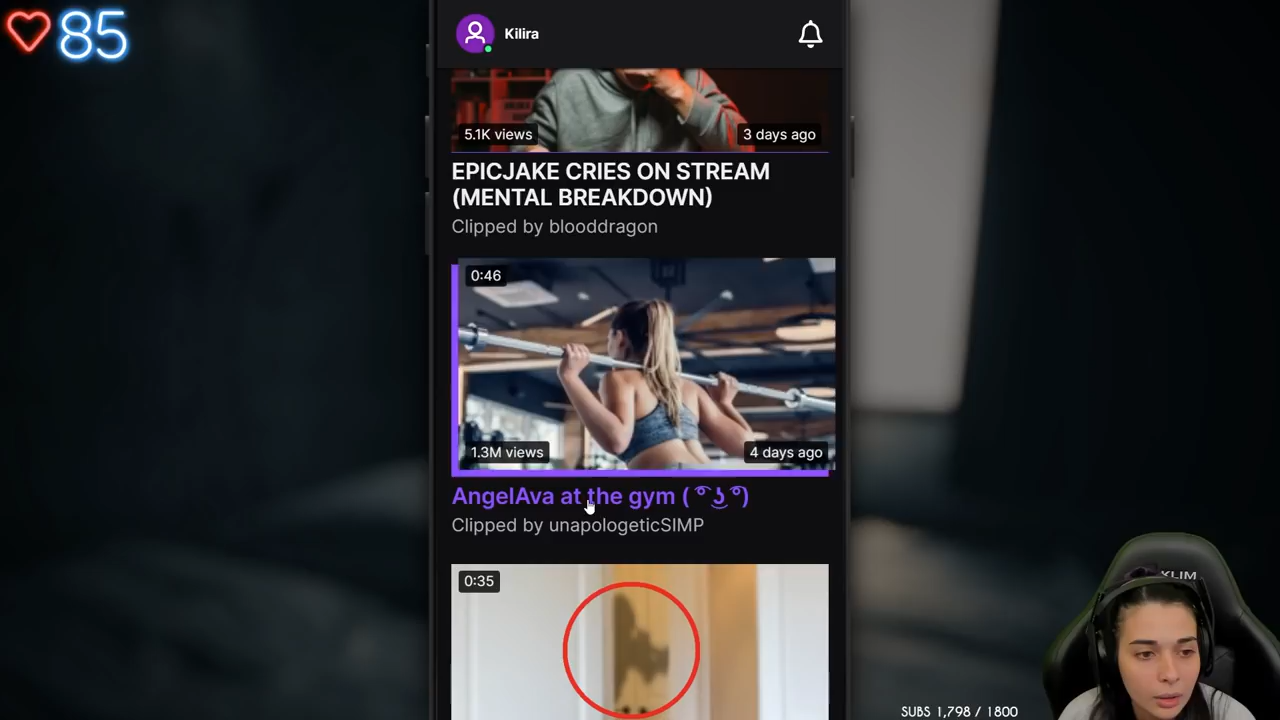 85
Kilira
5.1K views
3 days ago
EPICJAKE CRIES ON STREAM
(MENTAL BREAKDOWN)
Clipped by blooddragon
0:46
1.3M views
4 days ago
AngelAva at the gym ( ͡° ͜ʖ ͡°)
Clipped by unapologeticSIMP
0:35
KLIM
SUBS 1,798 / 1800